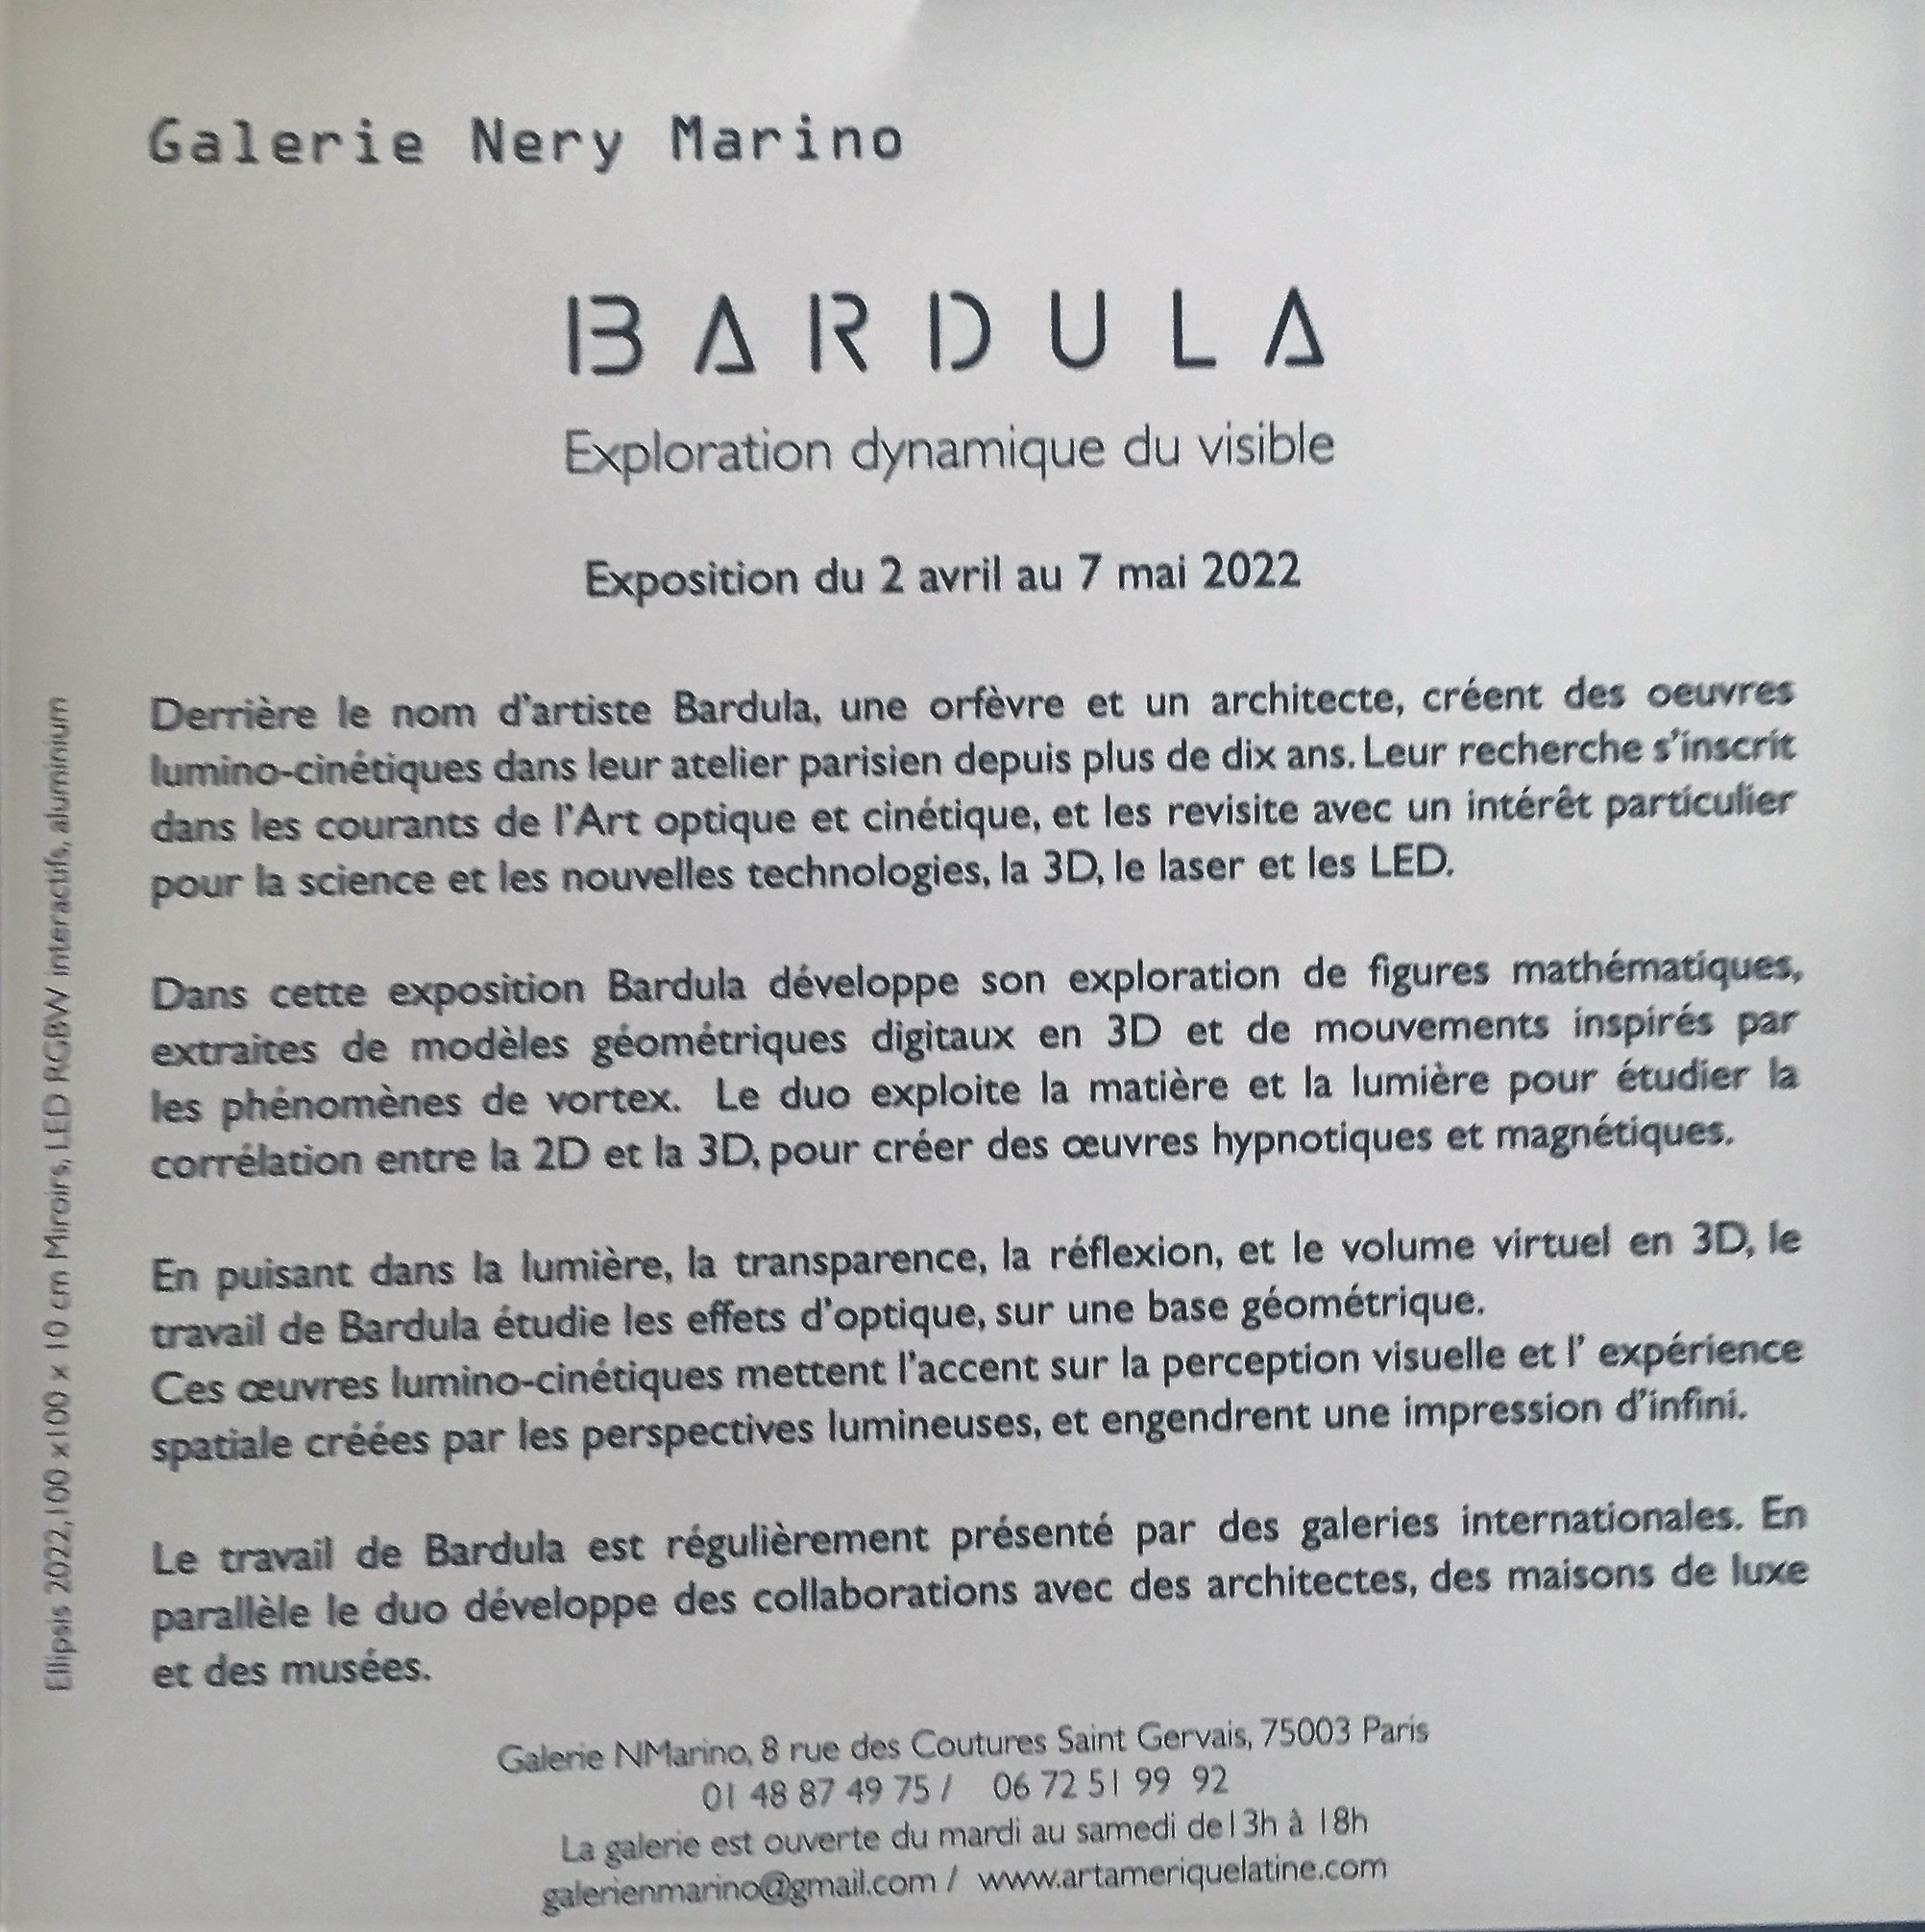 Galerie Nery Marino
BARDULA
Exploration dynamique du visible
Exposition du 2 avril au 7 mai 2022
Derrière le nom d'artiste Bardula, une orfèvre et un architecte, créent des oeuvres
lumino-cinétiques dans leur atelier parisien depuis plus de dix ans. Leur recherche s'inscrit
dans les courants de l'Art optique et cinétique, et les revisite avec un intérêt particulier
pour la science et les nouvelles technologies, la 3D, le laser et les LED.
Dans cette exposition Bardula développe son exploration de figures mathématiques,
extraites de modèles géométriques digitaux en 3D et de mouvements inspirés par
les phénomènes de vortex. Le duo exploite la matière et la lumière pour étudier la
corrélation entre la 2D et la 3D, pour créer des œuvres hypnotiques et magnétiques.
En puisant dans la lumière, la transparence, la réflexion, et le volume virtuel en 3D, le
travail de Bardula étudie les effets d'optique, sur une base géométrique.
Ces œuvres lumino-cinétiques mettent l'accent sur la perception visuelle et l' expérience
spatiale créées par les perspectives lumineuses, et engendrent une impression d'infini.
Le travail de Bardula est régulièrement présenté par des galeries internationales. En
parallèle le duo développe des collaborations avec des architectes, des maisons de luxe
et des musées.
Galerie NMarino, 8 rue des Coutures Saint Gervais, 75003 Paris
01 48 87 49 75 / 06 72 51 99 92
La galerie est ouverte du mardi au samedi de13h à 18h
galerienmarino@gmail.com / www.artameriquelatine.com
Ellipsis 2022,100 x100 x 10 cm Miroirs, LED RGBW interactifs, aluminium